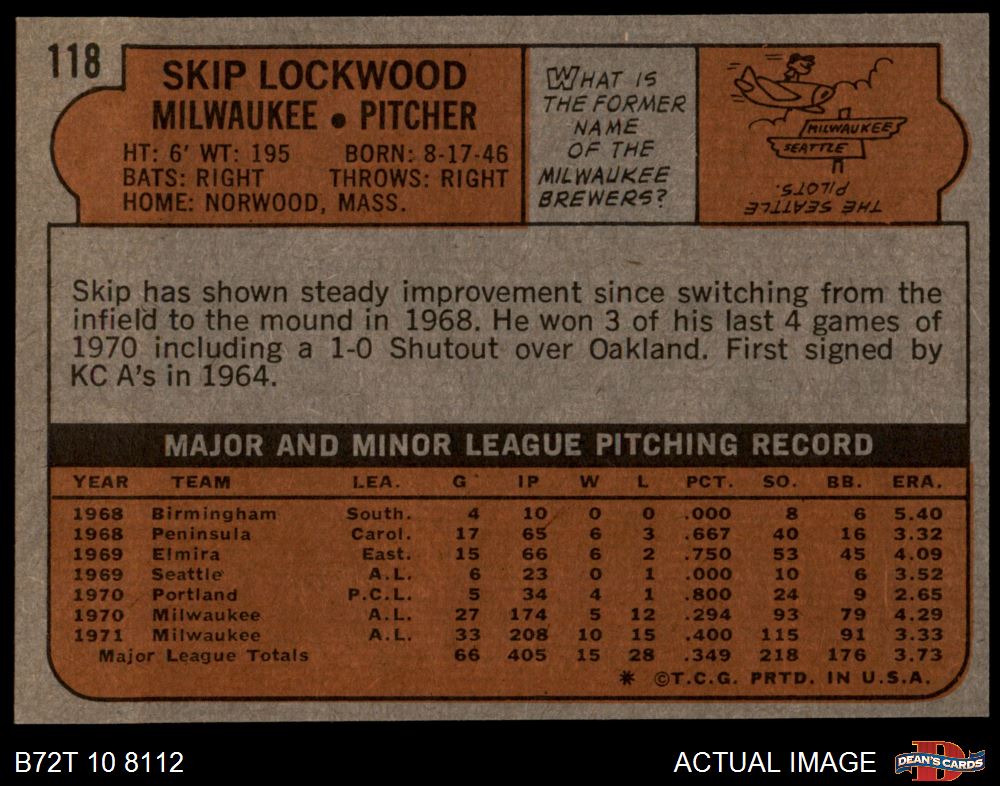 118
SKIP LOCKWOOD
MILWAUKEE • PITCHER
HT: 6' WT: 195 BORN: 8-17-46
BATS: RIGHT THROWS: RIGHT
HOME: NORWOOD, MASS.
WHAT IS
THE FORMER
NAME
OF THE
MILWAUKEE
BREWERS?
MILWAUKEE
SEATTLE
THE SEATTLE
PILOTS.
Skip has shown steady improvement since switching from the
infield to the mound in 1968. He won 3 of his last 4 games of
1970 including a 1-0 Shutout over Oakland. First signed by
KC A's in 1964.
MAJOR AND MINOR LEAGUE PITCHING RECORD
YEAR TEAM LEA. G IP W L PCT. SO. BB. ERA.
1968 Birmingham South. 4 10 0 0 .000 8 6 5.40
1968 Peninsula Carol. 17 65 6 3 .667 40 16 3.32
1969 Elmira East. 15 66 6 2 .750 53 45 4.09
1969 Seattle A.L. 6 23 0 1 .000 10 6 3.52
1970 Portland P.C.L. 5 34 4 1 .800 24 9 2.65
1970 Milwaukee A.L. 27 174 5 12 .294 93 79 4.29
1971 Milwaukee A.L. 33 208 10 15 .400 115 91 3.33
Major League Totals 66 405 15 28 .349 218 176 3.73
* ©T.C.G. PRTD. IN U.S.A.
B72T 10 8112 ACTUAL IMAGE
D
DEAN'S CARDS